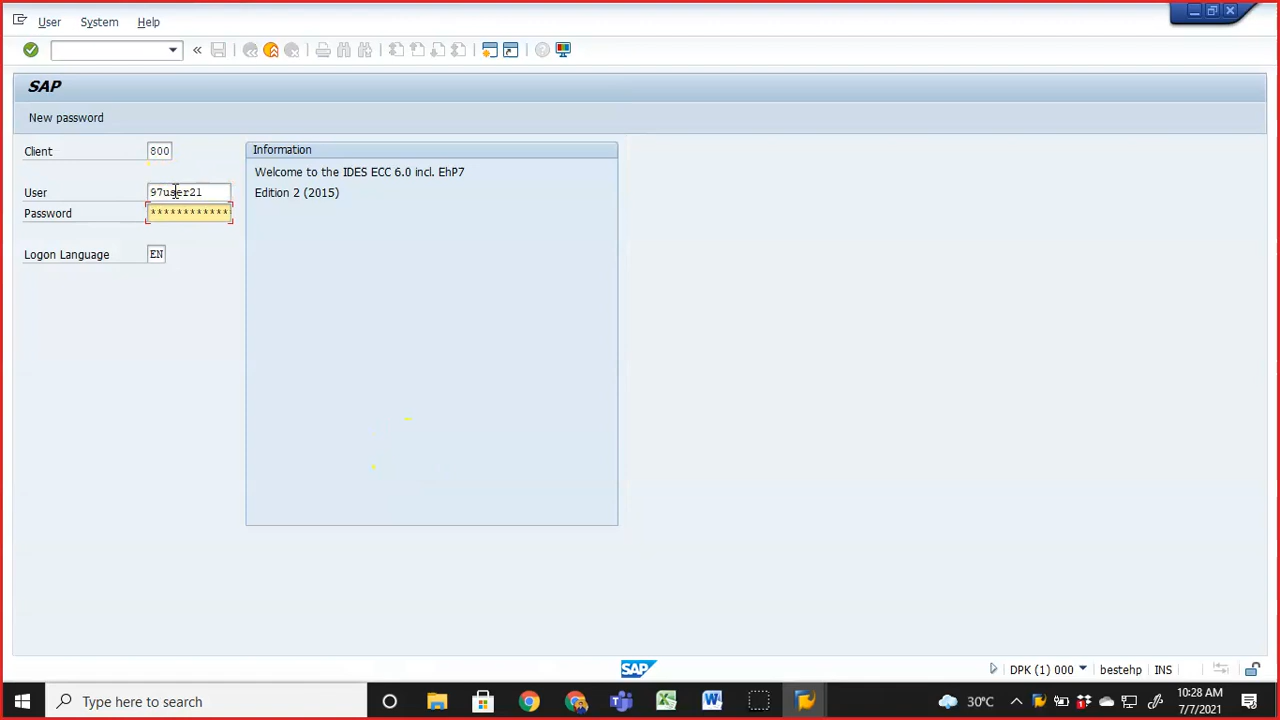 User System Help
SAP
New password
Client 800
Information
Welcome to the IDES ECC 6.0 incl. EhP7
User 97user21
Edition 2 (2015)
Password ************
Logon Language EN
SAP
DPK (1) 000 bestehp INS
Type here to search
30°C
10:28 AM
7/7/2021